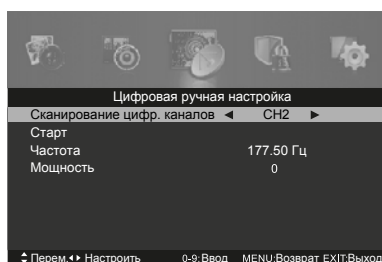 Цифровая ручная настройка
Сканирование цифр. каналов ◄ CH2 ►
Старт
Частота 177.50 Гц
Мощность 0
Перем. Настроить 0-9:Ввод MENU:Возврат EXIT:Выход